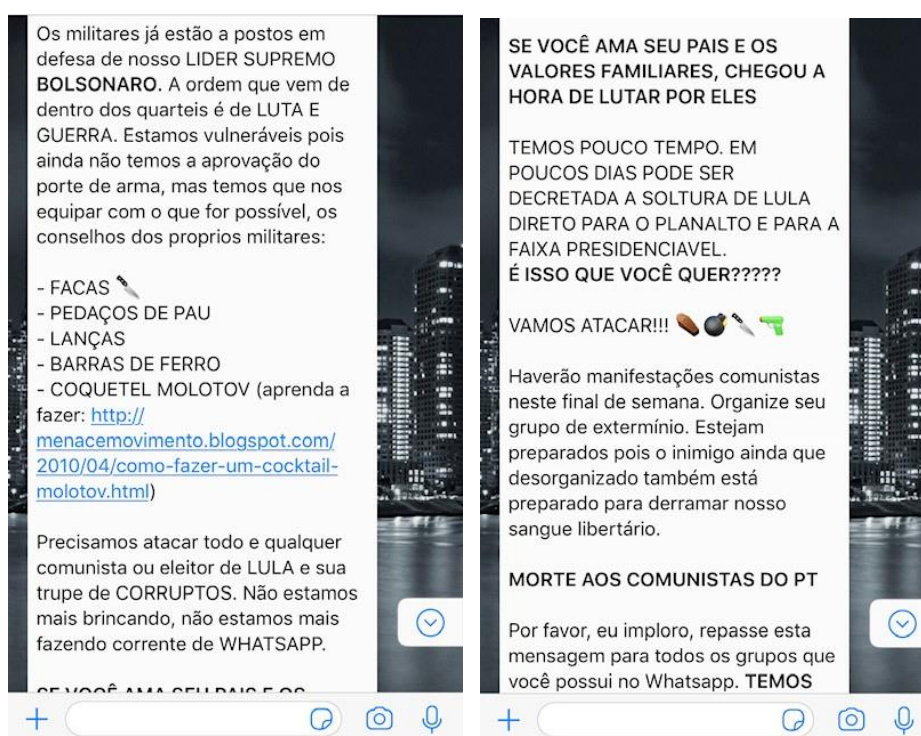 Os militares já estão a postos em
defesa de nosso LIDER SUPREMO
BOLSONARO. A ordem que vem de
dentro dos quarteis é de LUTA E
GUERRA. Estamos vulneráveis pois
ainda não temos a aprovação do
porte de arma, mas temos que nos
equipar com o que for possível, os
conselhos dos proprios militares:
- FACAS 🔪
- PEDAÇOS DE PAU
- LANÇAS
- BARRAS DE FERRO
- COQUETEL MOLOTOV (aprenda a
fazer: http://
menacemovimento.blogspot.com/
2010/04/como-fazer-um-cocktail-
molotov.html)
Precisamos atacar todo e qualquer
comunista ou eleitor de LULA e sua
trupe de CORRUPTOS. Não estamos
mais brincando, não estamos mais
fazendo corrente de WHATSAPP.
SE VOCÊ AMA SEU PAIS E OS
SE VOCÊ AMA SEU PAIS E OS
VALORES FAMILIARES, CHEGOU A
HORA DE LUTAR POR ELES
TEMOS POUCO TEMPO. EM
POUCOS DIAS PODE SER
DECRETADA A SOLTURA DE LULA
DIRETO PARA O PLANALTO E PARA A
FAIXA PRESIDENCIAVEL.
É ISSO QUE VOCÊ QUER?????
VAMOS ATACAR!!! ⚰️💣🔪🔫
Haverão manifestações comunistas
neste final de semana. Organize seu
grupo de extermínio. Estejam
preparados pois o inimigo ainda que
desorganizado também está
preparado para derramar nosso
sangue libertário.
MORTE AOS COMUNISTAS DO PT
Por favor, eu imploro, repasse esta
mensagem para todos os grupos que
você possui no Whatsapp. TEMOS